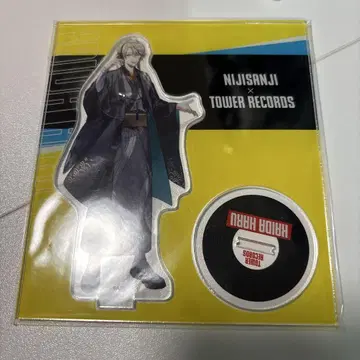 NIJISANJI
×
TOWER RECORDS
KAIDA HARU
TOWER
RECORDS